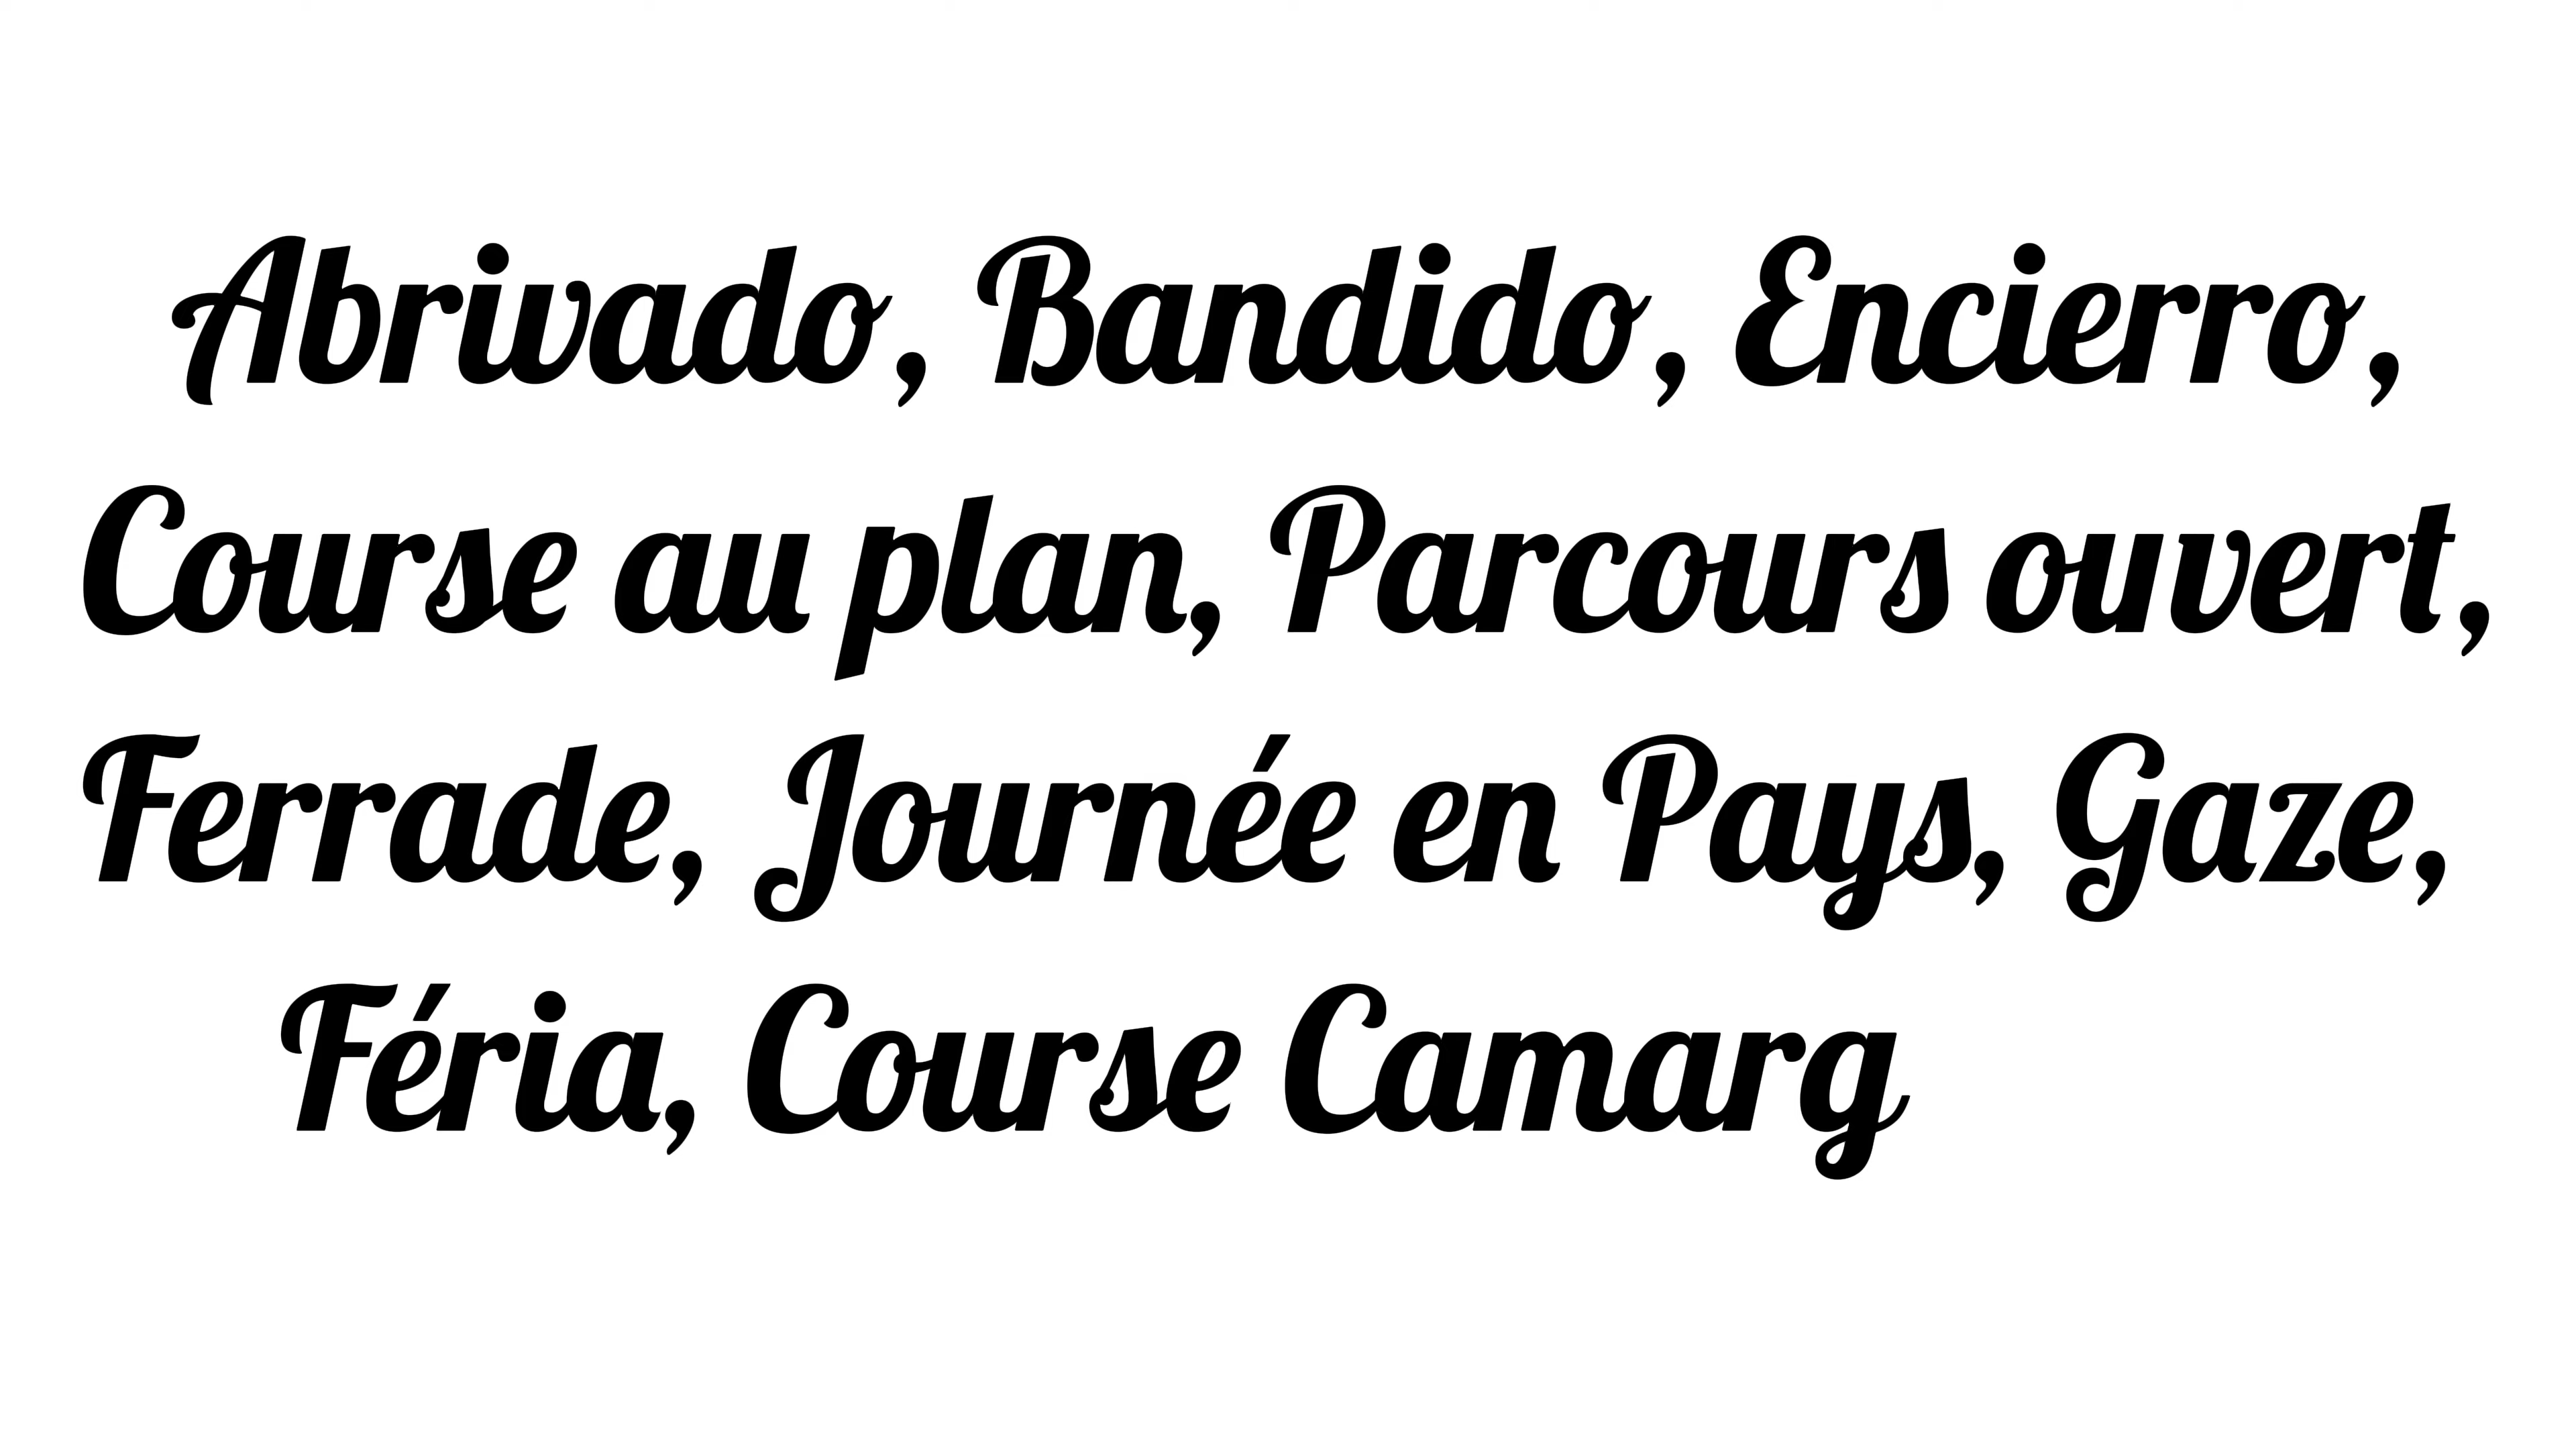 Abrivado, Bandido, Encierro,
Course au plan, Parcours ouvert,
Ferrade, Journée en Pays, Gaze,
Féria, Course Camarg